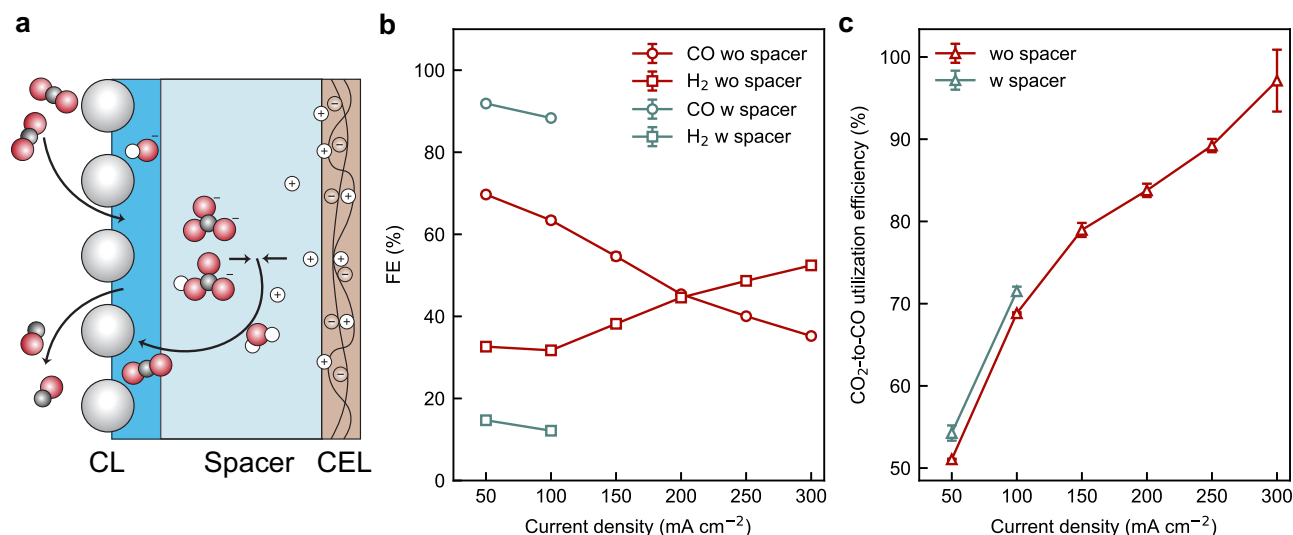 a
CL
Spacer
CEL
b
FE (%)
100
80
60
40
20
0
CO wo spacer
H₂ wo spacer
CO w spacer
H₂ w spacer
50 100 150 200 250 300
Current density (mA cm⁻²)
c
CO₂-to-CO utilization efficiency (%)
100
90
80
70
60
50
wo spacer
w spacer
50 100 150 200 250 300
Current density (mA cm⁻²)